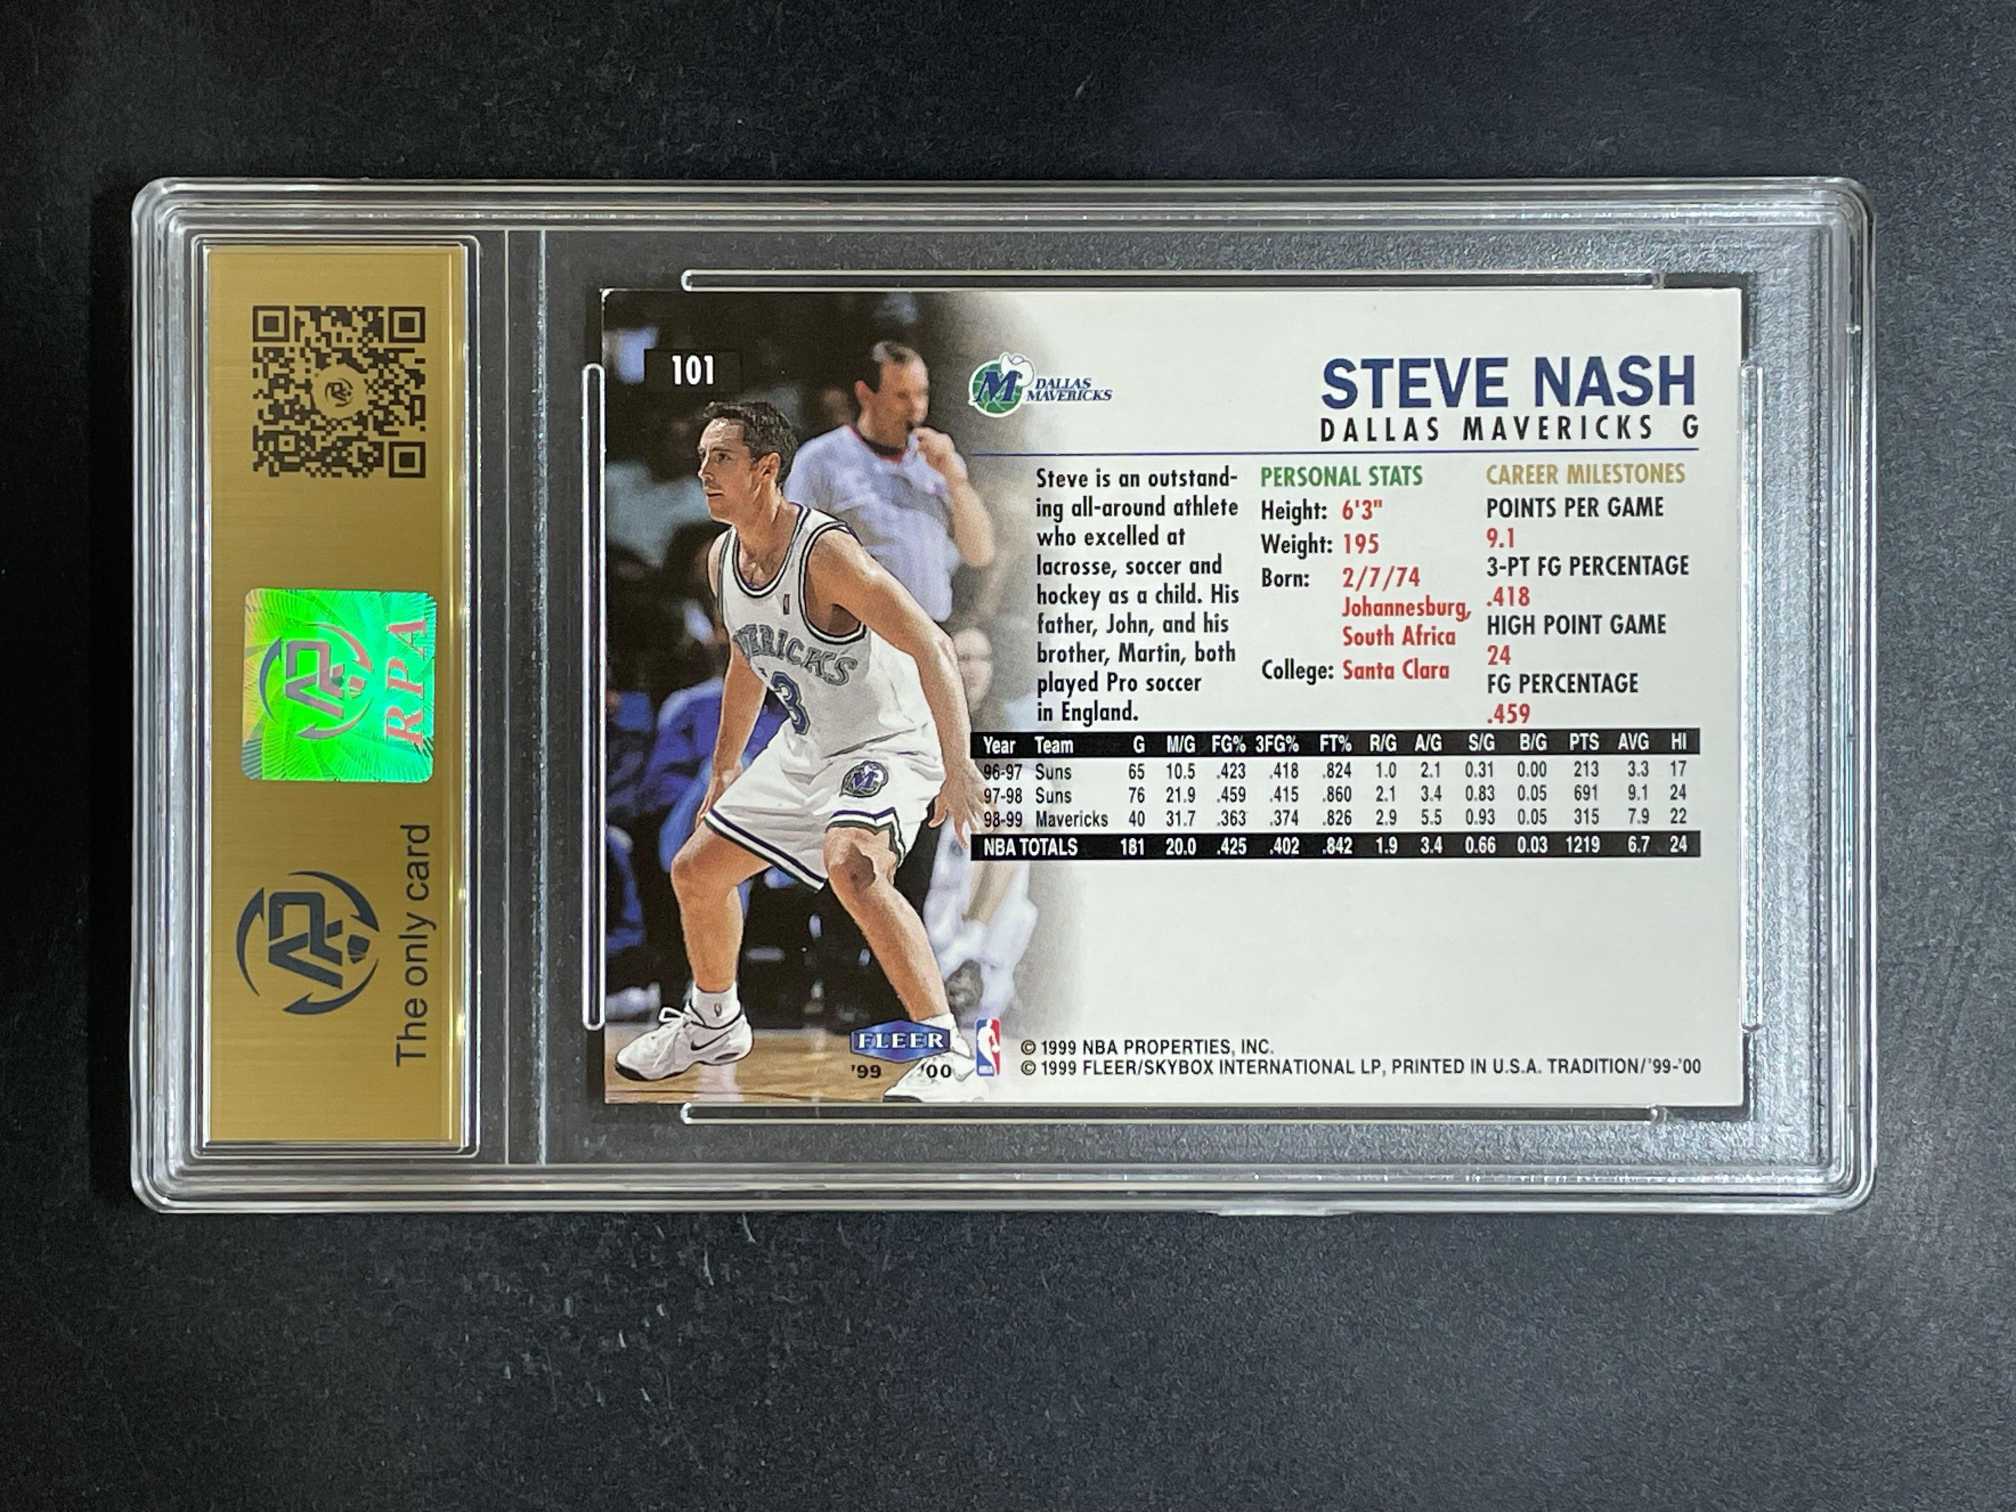 RPA
The only card
101
DALLAS
MAVERICKS
STEVE NASH
DALLAS MAVERICKS G
Steve is an outstand-
ing all-around athlete
who excelled at
lacrosse, soccer and
hockey as a child. His
father, John, and his
brother, Martin, both
played Pro soccer
in England.
PERSONAL STATS
Height: 6'3"
Weight: 195
Born: 2/7/74
Johannesburg,
South Africa
College: Santa Clara
CAREER MILESTONES
POINTS PER GAME
9.1
3-PT FG PERCENTAGE
.418
HIGH POINT GAME
24
FG PERCENTAGE
.459
Year Team G M/G FG% 3FG% FT% R/G A/G S/G B/G PTS AVG HI
96-97 Suns 65 10.5 .423 .418 .824 1.0 2.1 0.31 0.00 213 3.3 17
97-98 Suns 76 21.9 .459 .415 .860 2.1 3.4 0.83 0.05 691 9.1 24
98-99 Mavericks 40 31.7 .363 .374 .826 2.9 5.5 0.93 0.05 315 7.9 22
NBA TOTALS 181 20.0 .425 .402 .842 1.9 3.4 0.66 0.03 1219 6.7 24
FLEER
'99 '00
© 1999 NBA PROPERTIES, INC.
© 1999 FLEER/SKYBOX INTERNATIONAL LP, PRINTED IN U.S.A. TRADITION/'99-'00